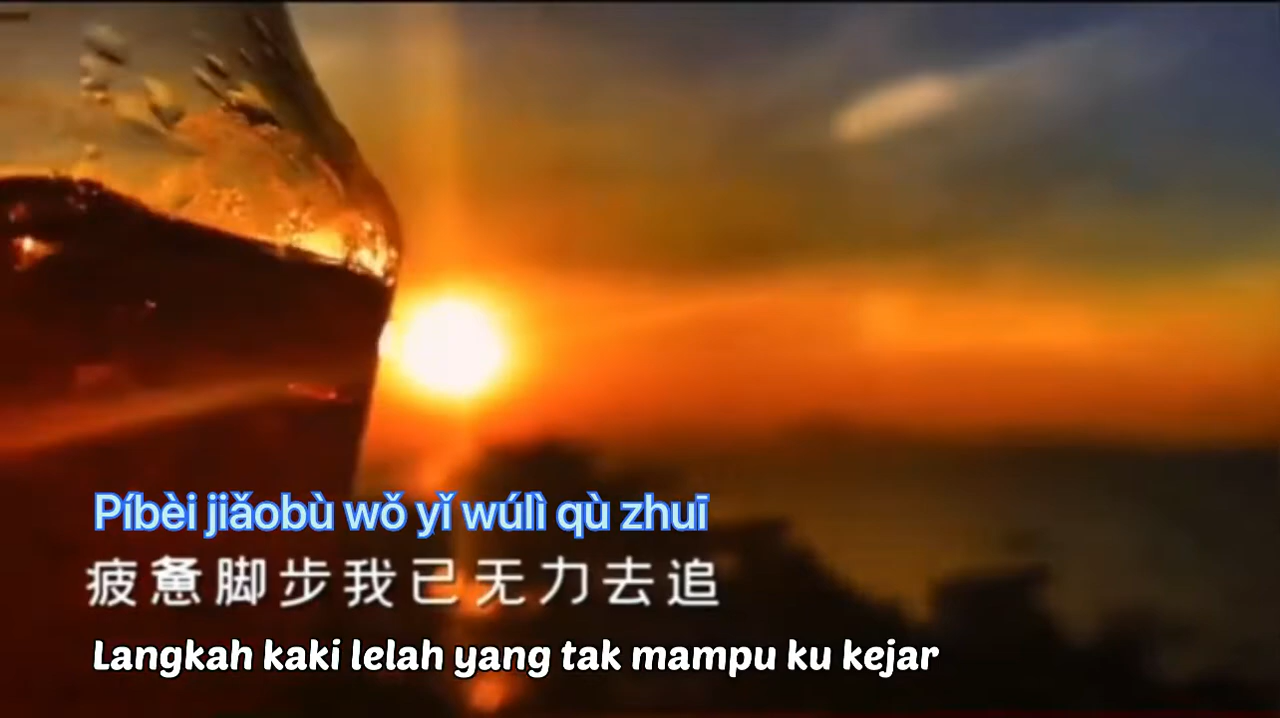 Píbèi jiǎobù wǒ yǐ wúlì qù zhuī
疲惫脚步我已无力去追
Langkah kaki lelah yang tak mampu ku kejar